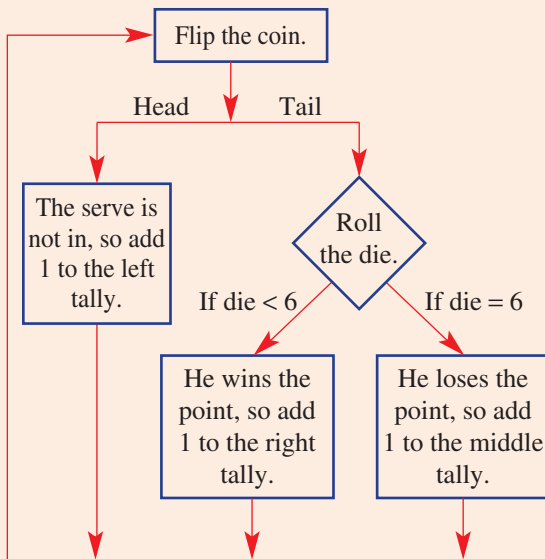 Flip the coin.
Head
Tail
The serve is
not in, so add
1 to the left
tally.
Roll
the die.
If die < 6
If die = 6
He wins the
point, so add
1 to the right
tally.
He loses the
point, so add
1 to the middle
tally.